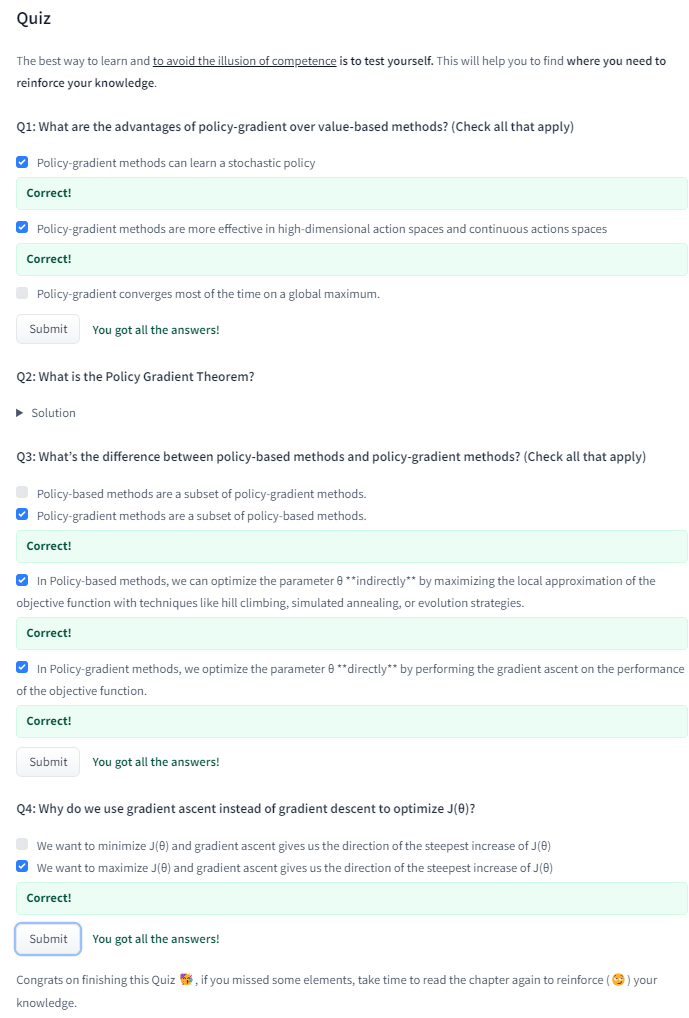 Quiz
The best way to learn and to avoid the illusion of competence is to test yourself. This will help you to find where you need to
reinforce your knowledge.
Q1: What are the advantages of policy-gradient over value-based methods? (Check all that apply)
Policy-gradient methods can learn a stochastic policy
Correct!
Policy-gradient methods are more effective in high-dimensional action spaces and continuous actions spaces
Correct!
Policy-gradient converges most of the time on a global maximum.
Submit You got all the answers!
Q2: What is the Policy Gradient Theorem?
Solution
Q3: What's the difference between policy-based methods and policy-gradient methods? (Check all that apply)
Policy-based methods are a subset of policy-gradient methods.
Policy-gradient methods are a subset of policy-based methods.
Correct!
In Policy-based methods, we can optimize the parameter θ **indirectly** by maximizing the local approximation of the
objective function with techniques like hill climbing, simulated annealing, or evolution strategies.
Correct!
In Policy-gradient methods, we optimize the parameter θ **directly** by performing the gradient ascent on the performance
of the objective function.
Correct!
Submit You got all the answers!
Q4: Why do we use gradient ascent instead of gradient descent to optimize J(θ)?
We want to minimize J(θ) and gradient ascent gives us the direction of the steepest increase of J(θ)
We want to maximize J(θ) and gradient ascent gives us the direction of the steepest increase of J(θ)
Correct!
Submit You got all the answers!
Congrats on finishing this Quiz 🥳, if you missed some elements, take time to read the chapter again to reinforce (😏) your
knowledge.